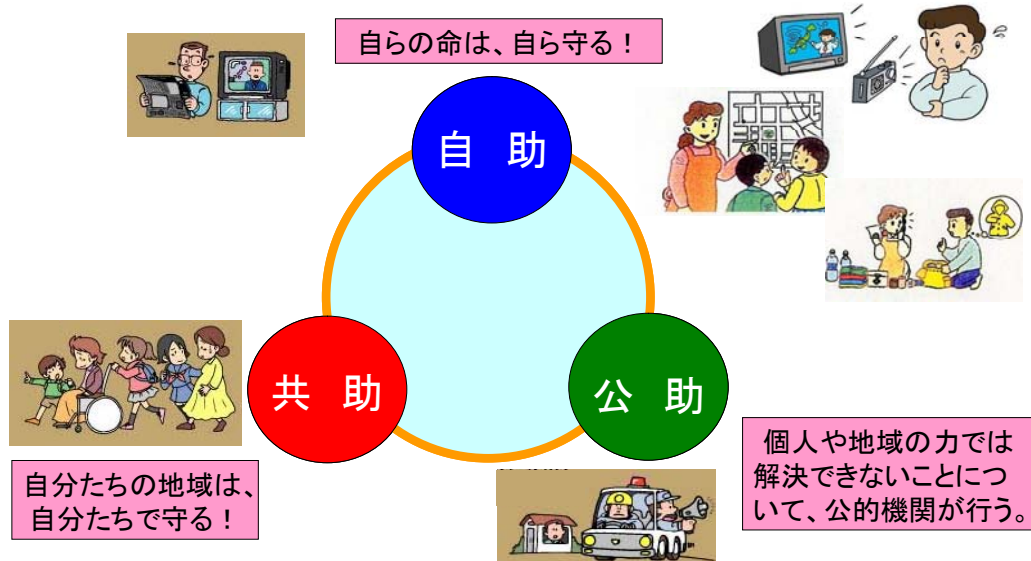 自らの命は、自ら守る！
自 助
共 助
公 助
自分たちの地域は、
自分たちで守る！
個人や地域の力では
解決できないことにつ
いて、公的機関が行う。